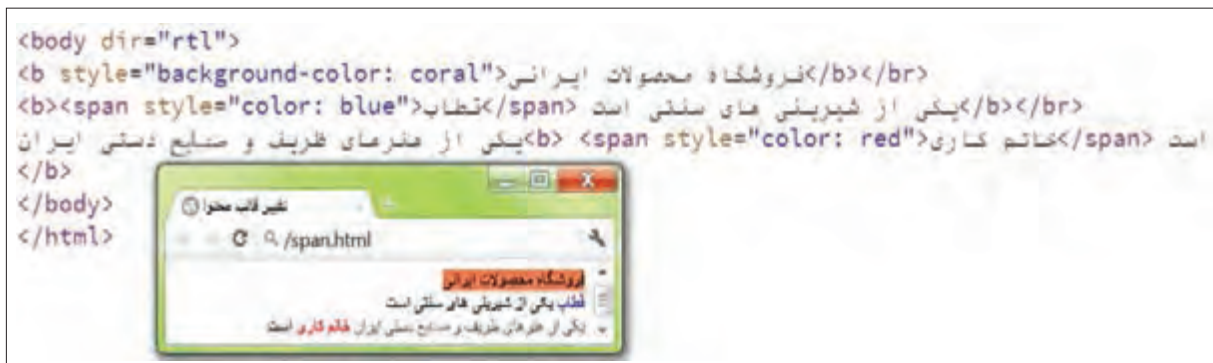 <body dir="rtl">
<b style="background-color: coral">فروشگاه محصولات ایرانی</b></br>
<b><span style="color: blue">قطاب</span> یکی از شیرینی های سنتی است</b></br>
یکی از هنرهای ظریف و صنایع دستی ایران<b> <span style="color: red">خاتم کاری</span> است
</b>
</body>
</html>
تغییر قالب محتوا
/span.html
فروشگاه محصولات ایرانی
قطاب یکی از شیرینی های سنتی است
یکی از هنرهای ظریف و صنایع دستی ایران خاتم کاری است